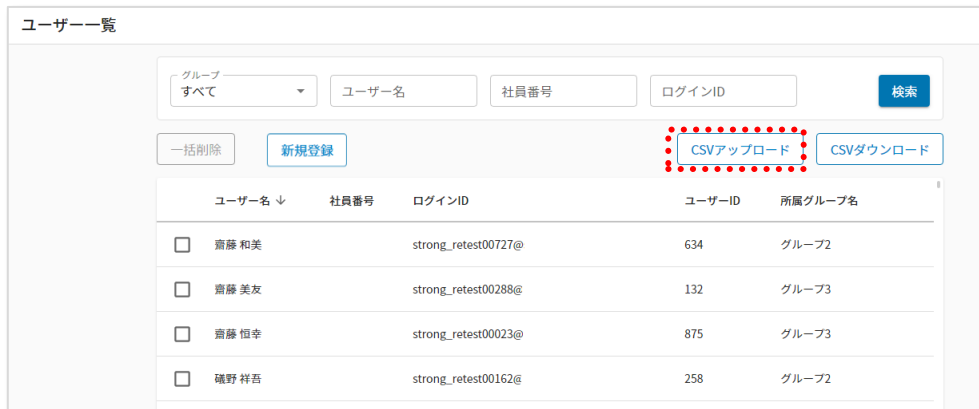 ユーザー一覧
グループ
すべて ユーザー名 社員番号 ログインID 検索
一括削除 新規登録 CSVアップロード CSVダウンロード
ユーザー名 ↓ 社員番号 ログインID ユーザーID 所属グループ名
齋藤 和美 strong_retest00727@ 634 グループ2
齋藤 美友 strong_retest00288@ 132 グループ3
齋藤 恒幸 strong_retest00023@ 875 グループ3
礒野 祥吾 strong_retest00162@ 258 グループ2